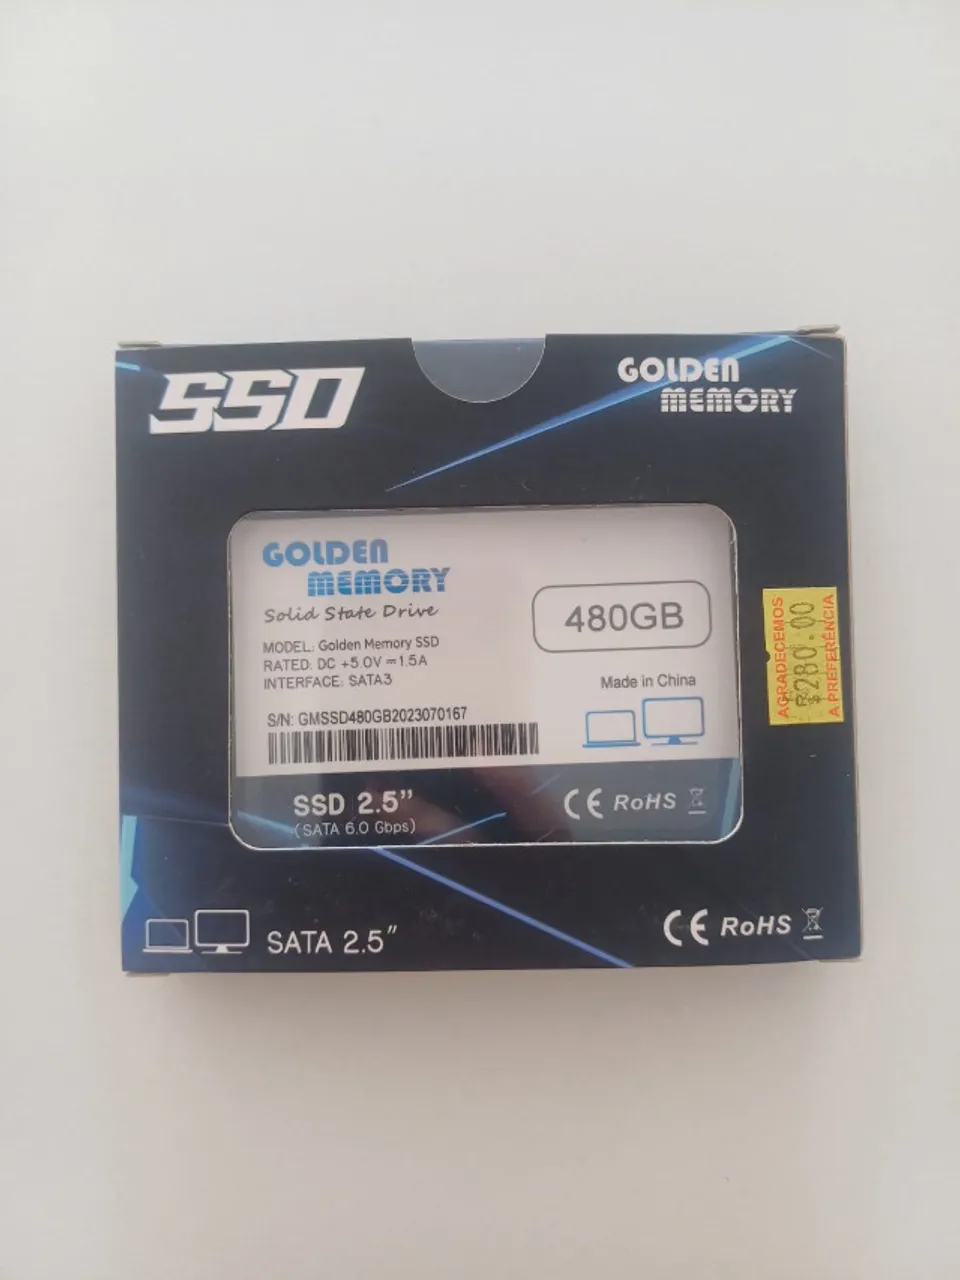 SSD
GOLDEN
MEMORY
GOLDEN
MEMORY
Solid State Drive
480GB
MODEL: Golden Memory SSD
RATED: DC +5.0V⎓1.5A
INTERFACE: SATA3
Made in China
S/N: GMSSD480GB2023070167
SSD 2.5”
(SATA 6.0 Gbps)
CE RoHS
AGRADECEMOS
R$280.00
A PREFERÊNCIA
SATA 2.5”
CE RoHS